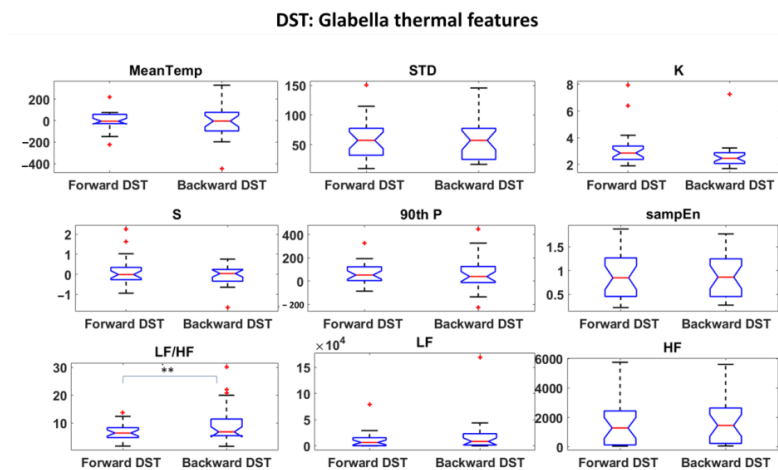 DST: Glabella thermal features
MeanTemp
STD
K
200
0
−200
−400
150
100
50
8
6
4
2
Forward DST
Backward DST
Forward DST
Backward DST
Forward DST
Backward DST
S
90th P
sampEn
2
1
0
−1
400
200
0
−200
1.5
1
0.5
Forward DST
Backward DST
Forward DST
Backward DST
Forward DST
Backward DST
LF/HF
LF
HF
30
20
10
**
×10⁴
15
10
5
0
6000
4000
2000
0
Forward DST
Backward DST
Forward DST
Backward DST
Forward DST
Backward DST